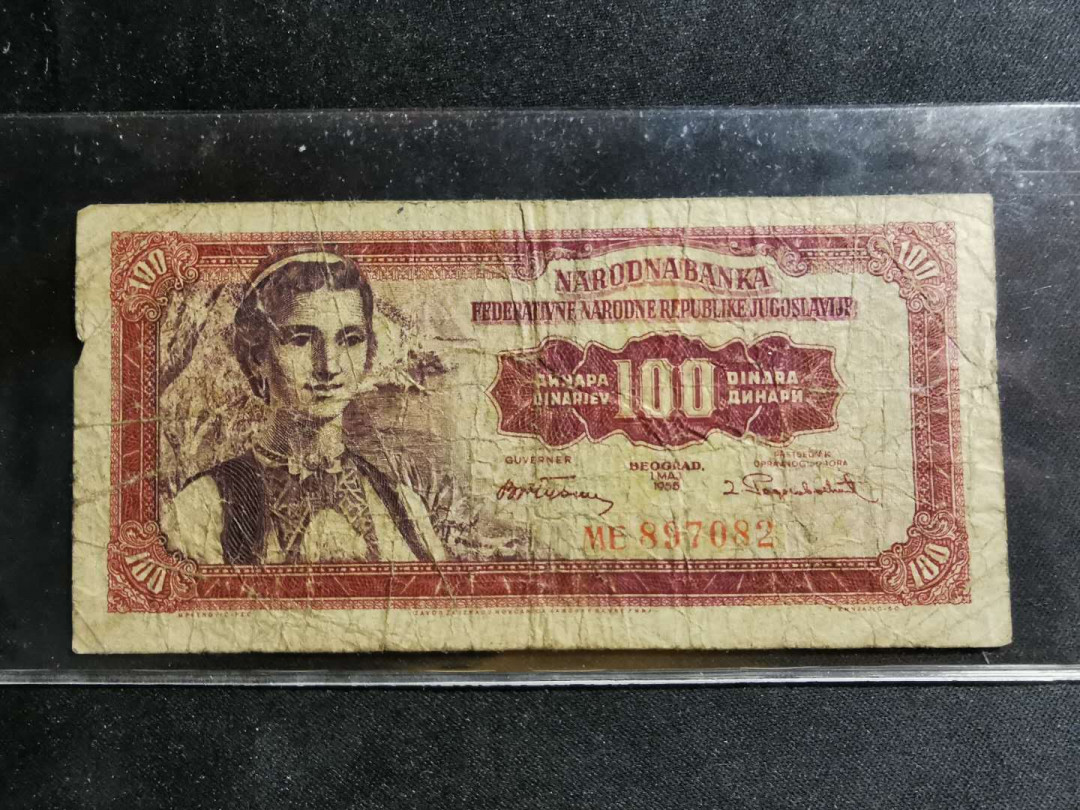 100
100
NARODNA BANKA
FEDERATIVNE NARODNE REPUBLIKE JUGOSLAVIJE
ДИНАРА 100 DINARA
DINARJEV ДИНАРИ
GUVERNER
BEOGRAD,
1.MAJ
1955
ME 897082
100
100